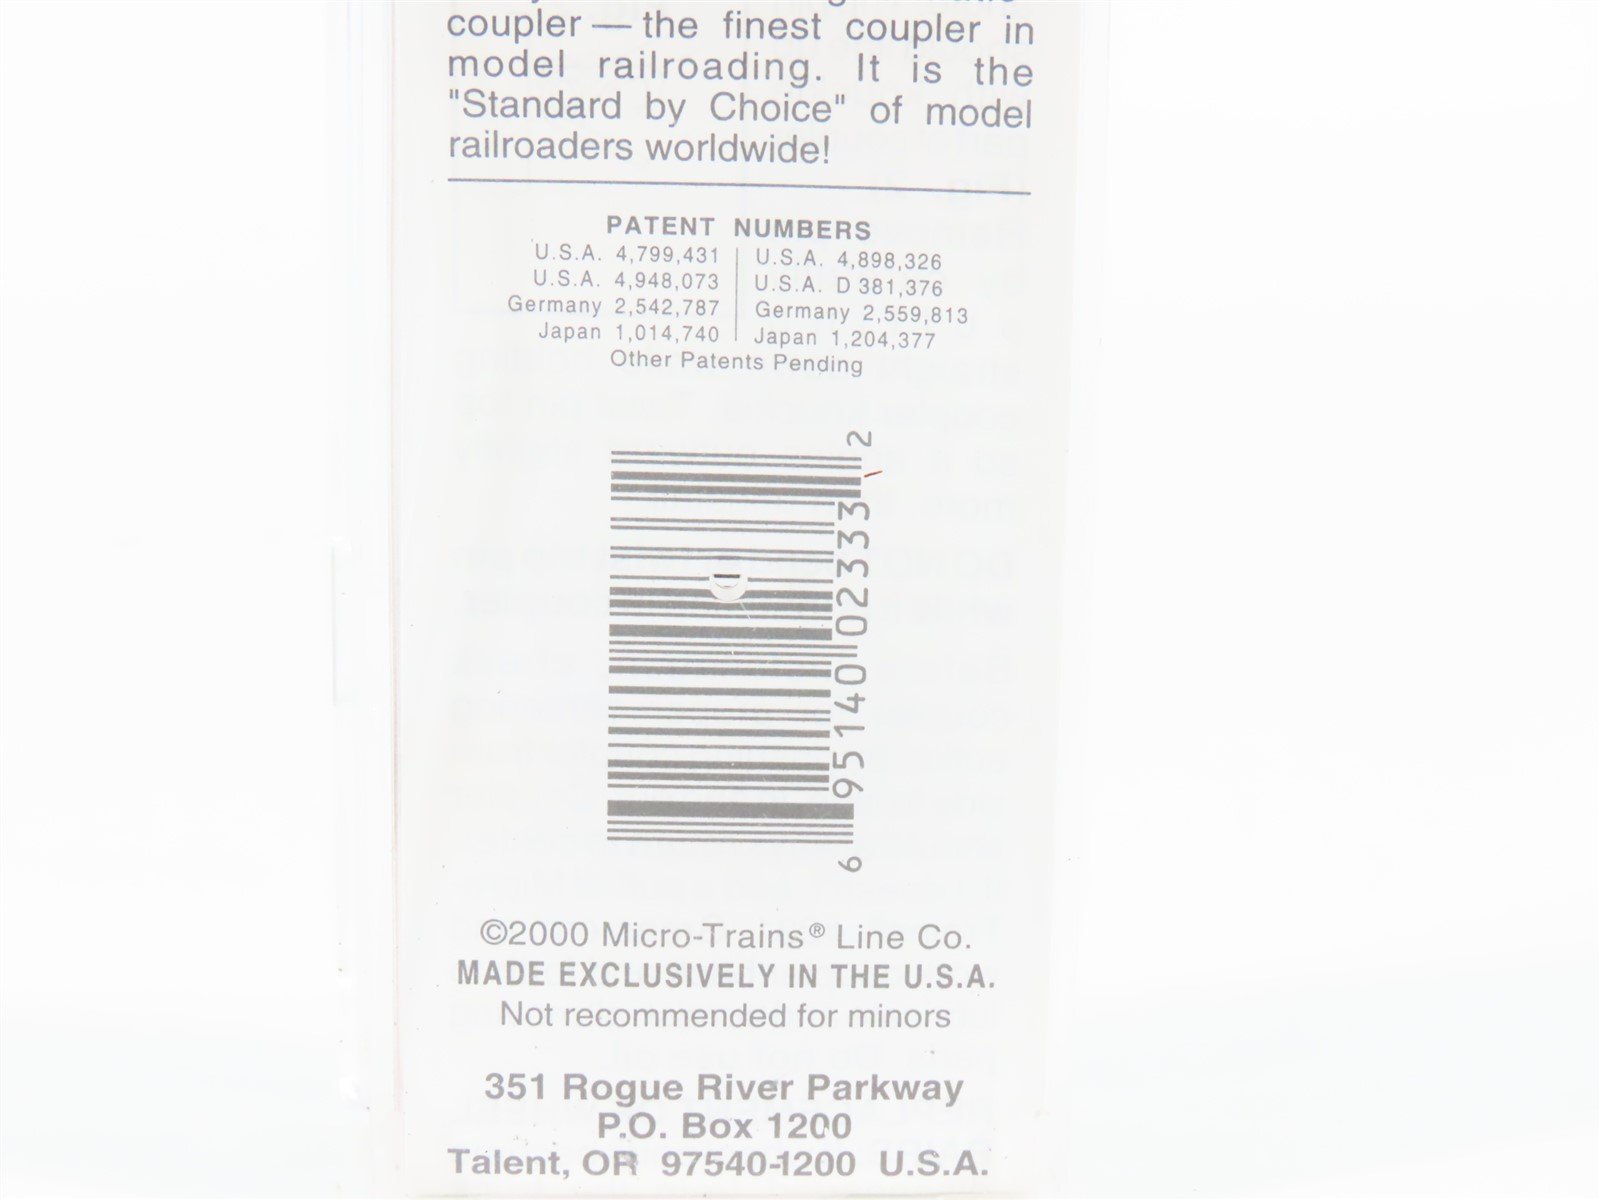 coupler — the finest coupler in
model railroading. It is the
"Standard by Choice" of model
railroaders worldwide!
PATENT NUMBERS
U.S.A. 4,799,431 | U.S.A. 4,898,326
U.S.A. 4,948,073 | U.S.A. D 381,376
Germany 2,542,787 | Germany 2,559,813
Japan 1,014,740 | Japan 1,204,377
Other Patents Pending
6 95140 02333 2
©2000 Micro-Trains® Line Co.
MADE EXCLUSIVELY IN THE U.S.A.
Not recommended for minors
351 Rogue River Parkway
P.O. Box 1200
Talent, OR 97540-1200 U.S.A.